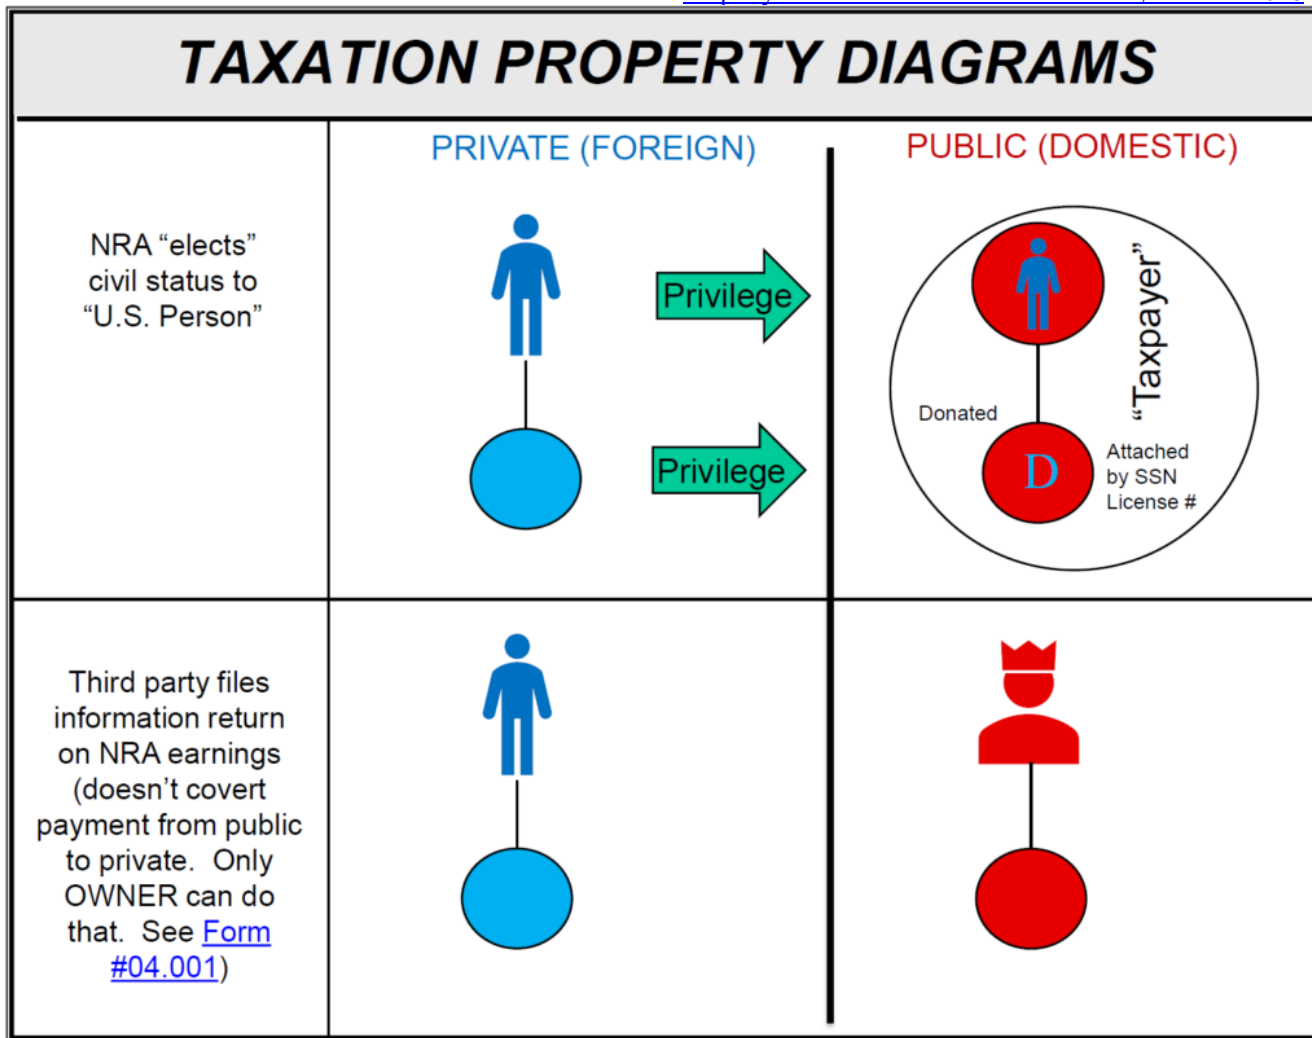 TAXATION PROPERTY DIAGRAMS
PRIVATE (FOREIGN)
PUBLIC (DOMESTIC)
NRA “elects”
civil status to
“U.S. Person”
Privilege
Privilege
“Taxpayer”
Donated
D
Attached
by SSN
License #
Third party files
information return
on NRA earnings
(doesn’t covert
payment from public
to private. Only
OWNER can do
that. See Form
#04.001)